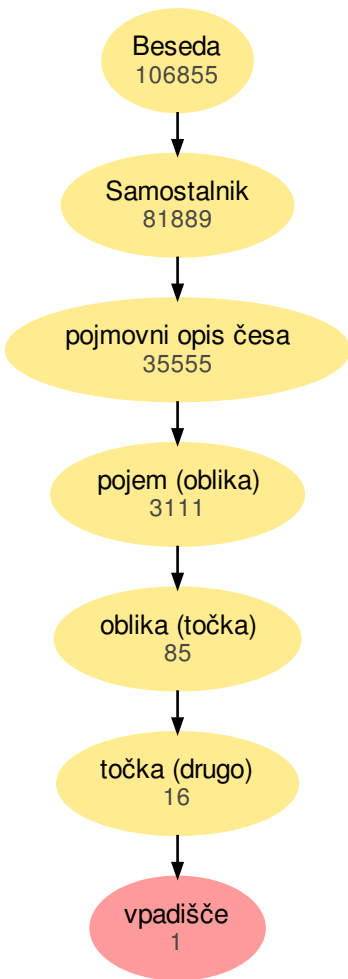 Beseda
106855
Samostalnik
81889
pojmovni opis česa
35555
pojem (oblika)
3111
oblika (točka)
85
točka (drugo)
16
vpadišče
1